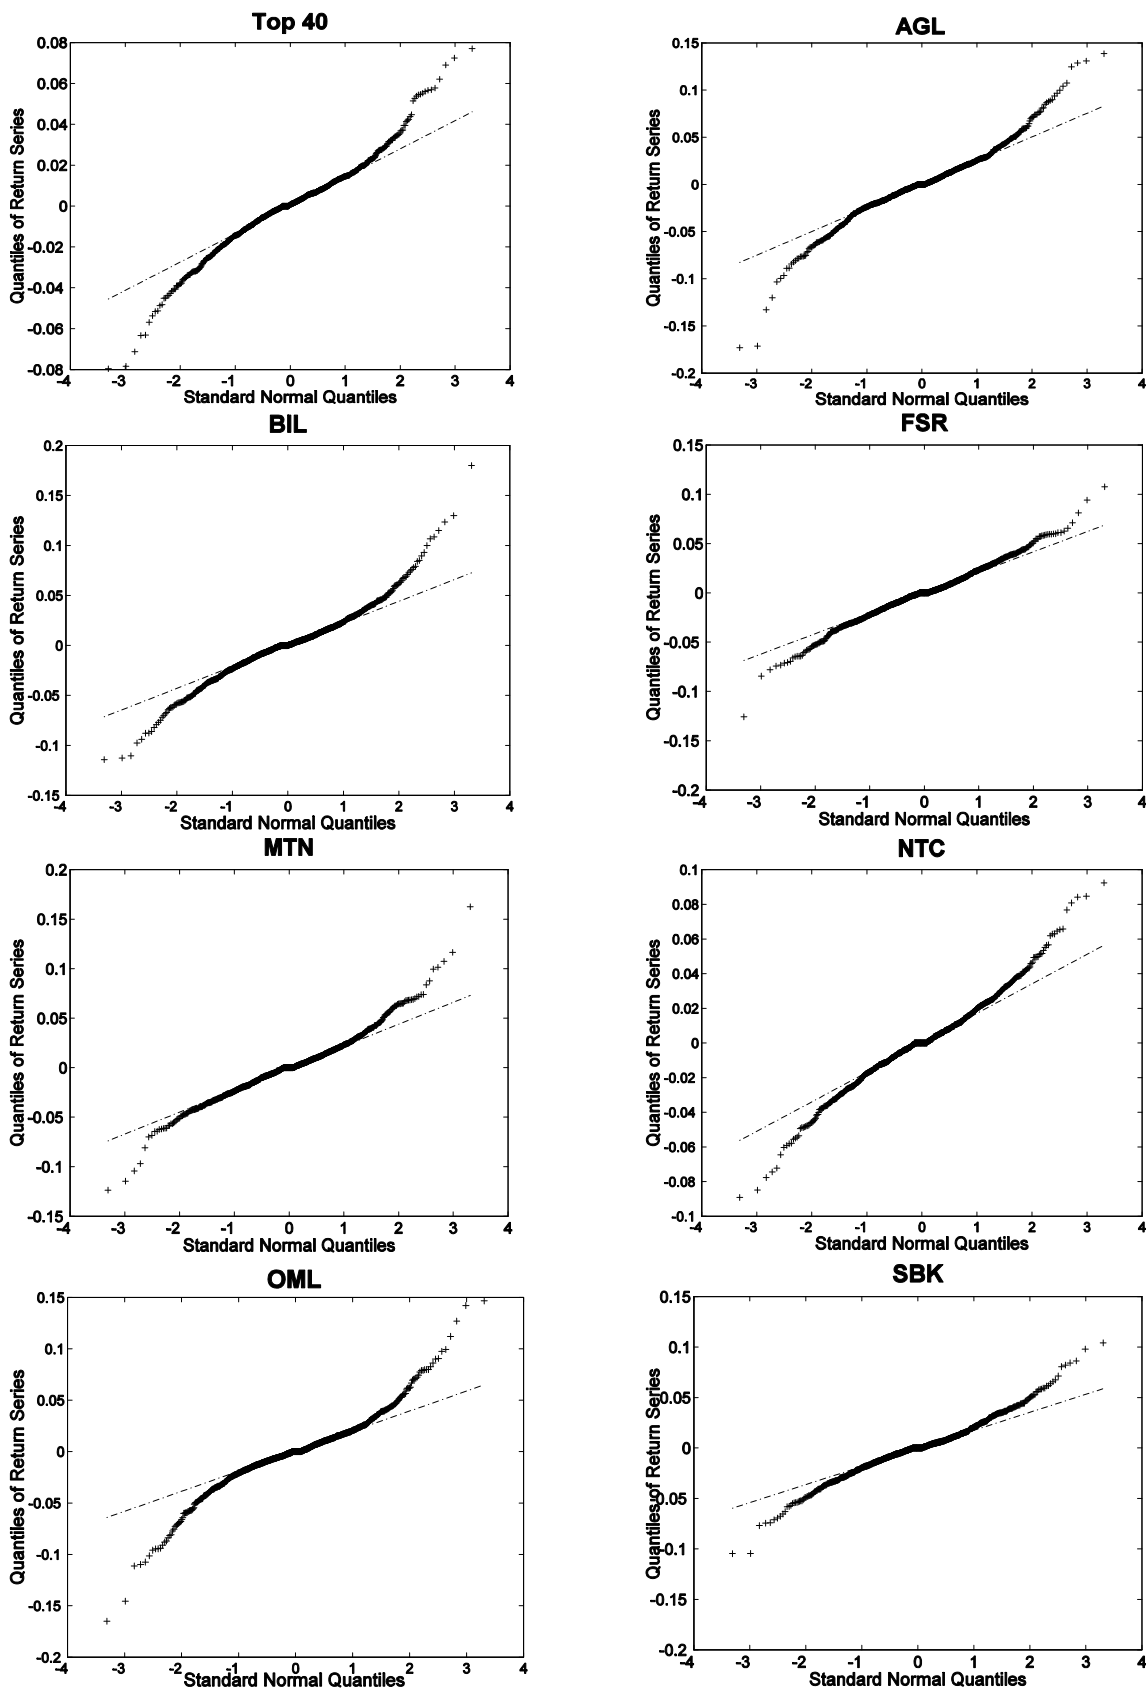 Top 40
0.08
0.06
0.04
0.02
0
-0.02
-0.04
-0.06
-0.08
Quantiles of Return Series
-4 -3 -2 -1 0 1 2 3 4
Standard Normal Quantiles
AGL
0.15
0.1
0.05
0
-0.05
-0.1
-0.15
-0.2
Quantiles of Return Series
-4 -3 -2 -1 0 1 2 3 4
Standard Normal Quantiles
BIL
0.2
0.15
0.1
0.05
0
-0.05
-0.1
-0.15
Quantiles of Return Series
-4 -3 -2 -1 0 1 2 3 4
Standard Normal Quantiles
FSR
0.15
0.1
0.05
0
-0.05
-0.1
-0.15
-0.2
Quantiles of Return Series
-4 -3 -2 -1 0 1 2 3 4
Standard Normal Quantiles
MTN
0.2
0.15
0.1
0.05
0
-0.05
-0.1
-0.15
Quantiles of Return Series
-4 -3 -2 -1 0 1 2 3 4
Standard Normal Quantiles
NTC
0.1
0.08
0.06
0.04
0.02
0
-0.02
-0.04
-0.06
-0.08
-0.1
Quantiles of Return Series
-4 -3 -2 -1 0 1 2 3 4
Standard Normal Quantiles
OML
0.15
0.1
0.05
0
-0.05
-0.1
-0.15
-0.2
Quantiles of Return Series
-4 -3 -2 -1 0 1 2 3 4
Standard Normal Quantiles
SBK
0.15
0.1
0.05
0
-0.05
-0.1
-0.15
-0.2
Quantiles of Return Series
-4 -3 -2 -1 0 1 2 3 4
Standard Normal Quantiles